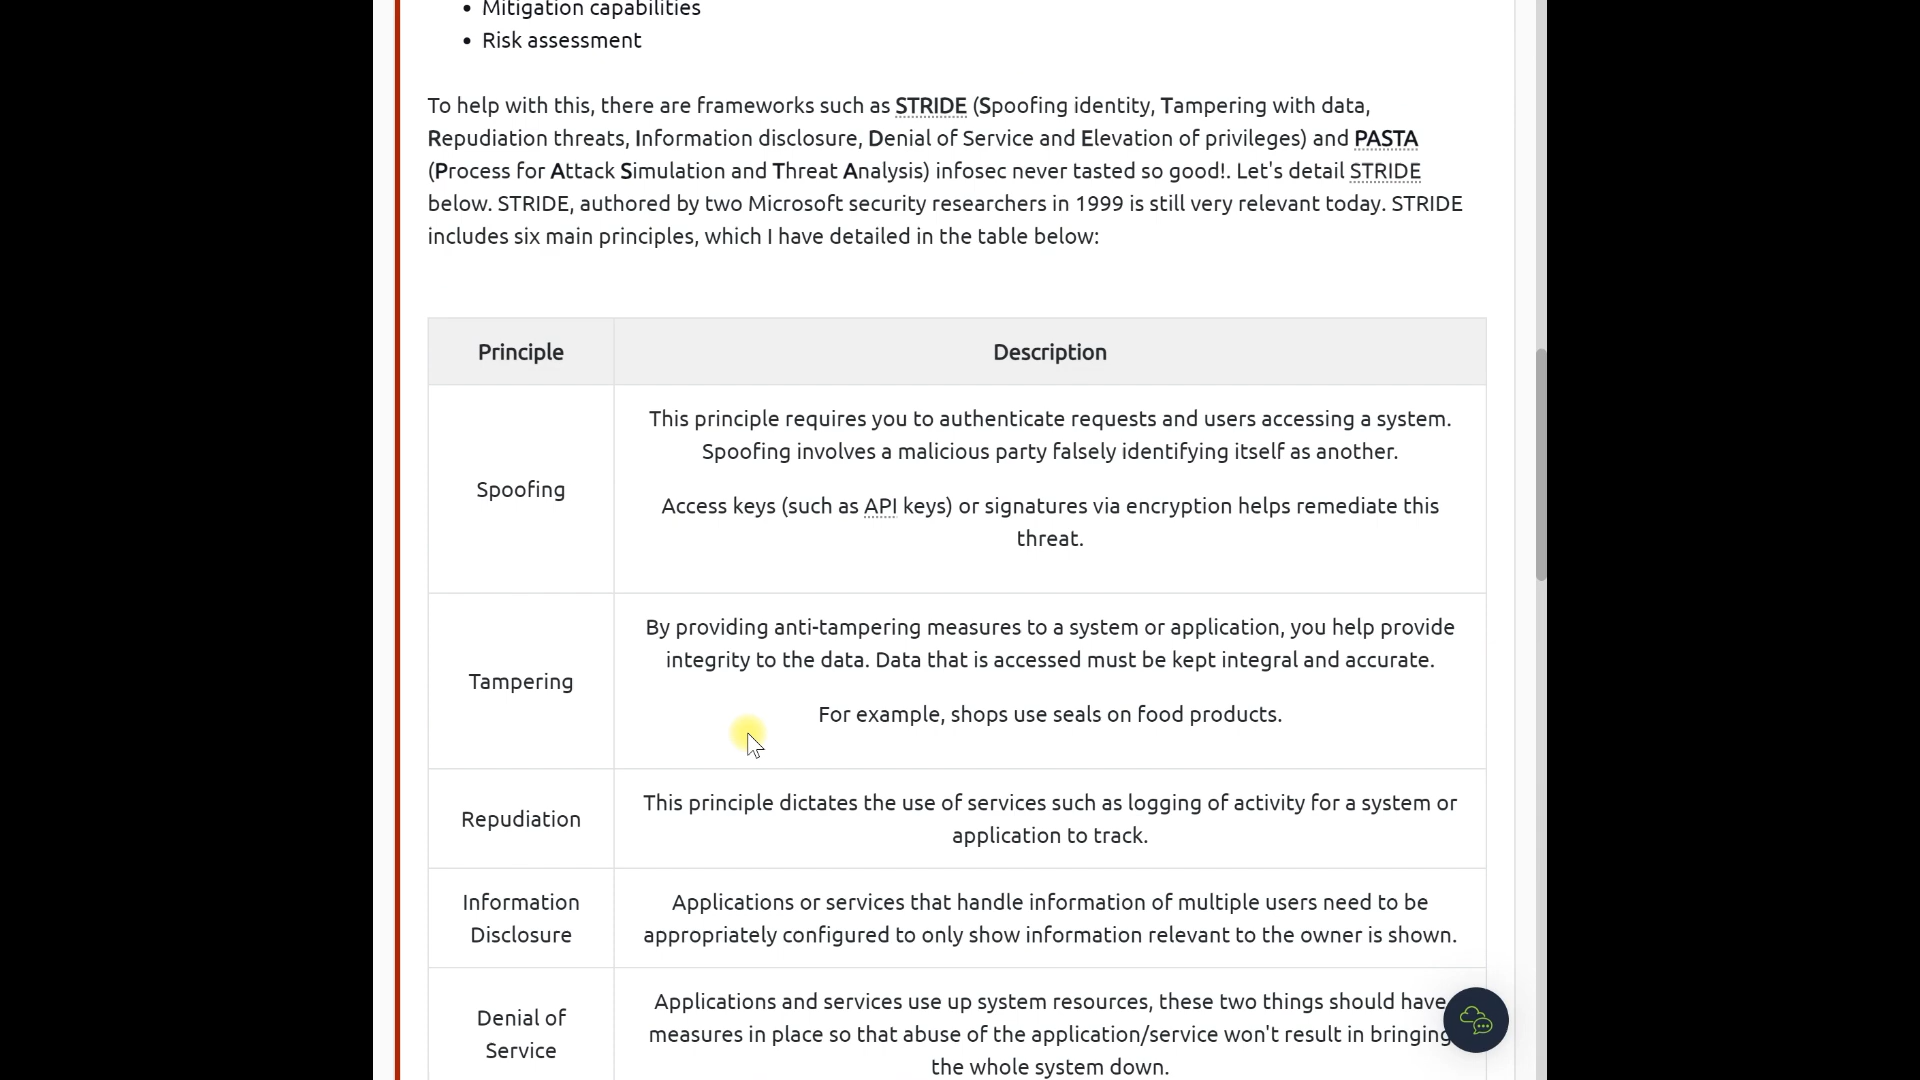 Mitigation capabilities
Risk assessment
To help with this, there are frameworks such as STRIDE (Spoofing identity, Tampering with data,
Repudiation threats, Information disclosure, Denial of Service and Elevation of privileges) and PASTA
(Process for Attack Simulation and Threat Analysis) infosec never tasted so good!. Let's detail STRIDE
below. STRIDE, authored by two Microsoft security researchers in 1999 is still very relevant today. STRIDE
includes six main principles, which I have detailed in the table below:
Principle
Description
Spoofing
This principle requires you to authenticate requests and users accessing a system.
Spoofing involves a malicious party falsely identifying itself as another.
Access keys (such as API keys) or signatures via encryption helps remediate this
threat.
Tampering
By providing anti-tampering measures to a system or application, you help provide
integrity to the data. Data that is accessed must be kept integral and accurate.
For example, shops use seals on food products.
Repudiation
This principle dictates the use of services such as logging of activity for a system or
application to track.
Information
Disclosure
Applications or services that handle information of multiple users need to be
appropriately configured to only show information relevant to the owner is shown.
Denial of
Service
Applications and services use up system resources, these two things should have
measures in place so that abuse of the application/service won't result in bringing
the whole system down.